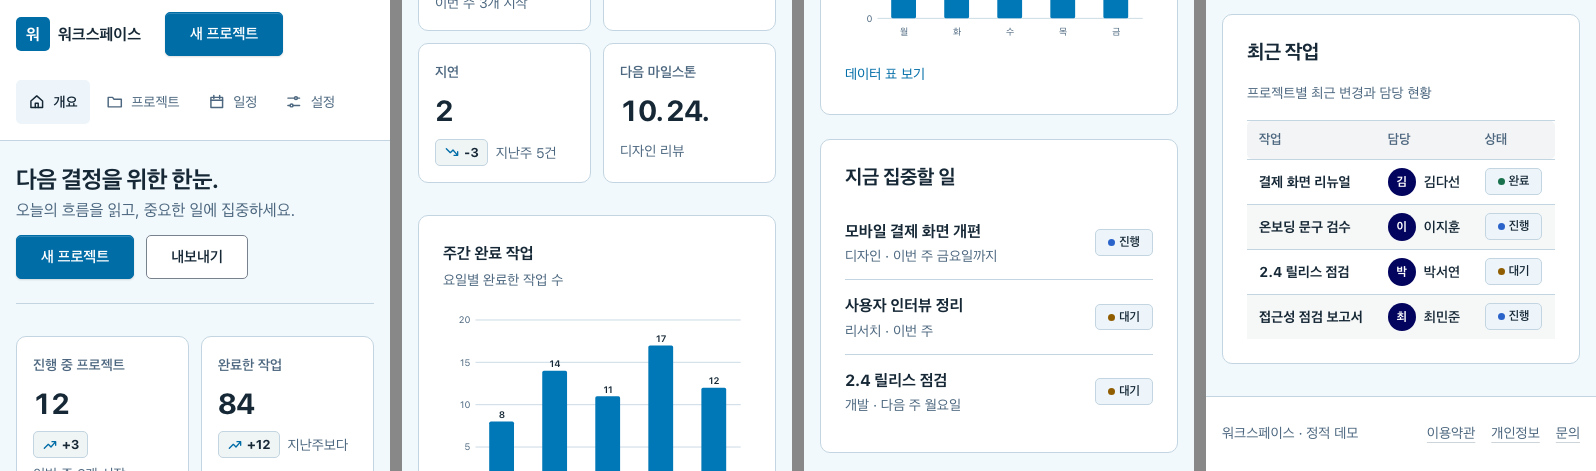 워 워크스페이스 새 프로젝트
개요 프로젝트 일정 설정
다음 결정을 위한 한눈.
오늘의 흐름을 읽고, 중요한 일에 집중하세요.
새 프로젝트 내보내기
진행 중 프로젝트
12
+3
완료한 작업
84
+12 지난주보다
이번 주 3개 시작
지연
2
-3 지난주 5건
다음 마일스톤
10.24.
디자인 리뷰
주간 완료 작업
요일별 완료한 작업 수
20
15
10
5
8
14
11
17
12
0
월 화 수 목 금
데이터 표 보기
지금 집중할 일
모바일 결제 화면 개편
디자인 · 이번 주 금요일까지
진행
사용자 인터뷰 정리
리서치 · 이번 주
대기
2.4 릴리스 점검
개발 · 다음 주 월요일
대기
최근 작업
프로젝트별 최근 변경과 담당 현황
작업 담당 상태
결제 화면 리뉴얼 김 김다선 완료
온보딩 문구 검수 이 이지훈 진행
2.4 릴리스 점검 박 박서연 대기
접근성 점검 보고서 최 최민준 진행
워크스페이스 · 정적 데모 이용약관 개인정보 문의